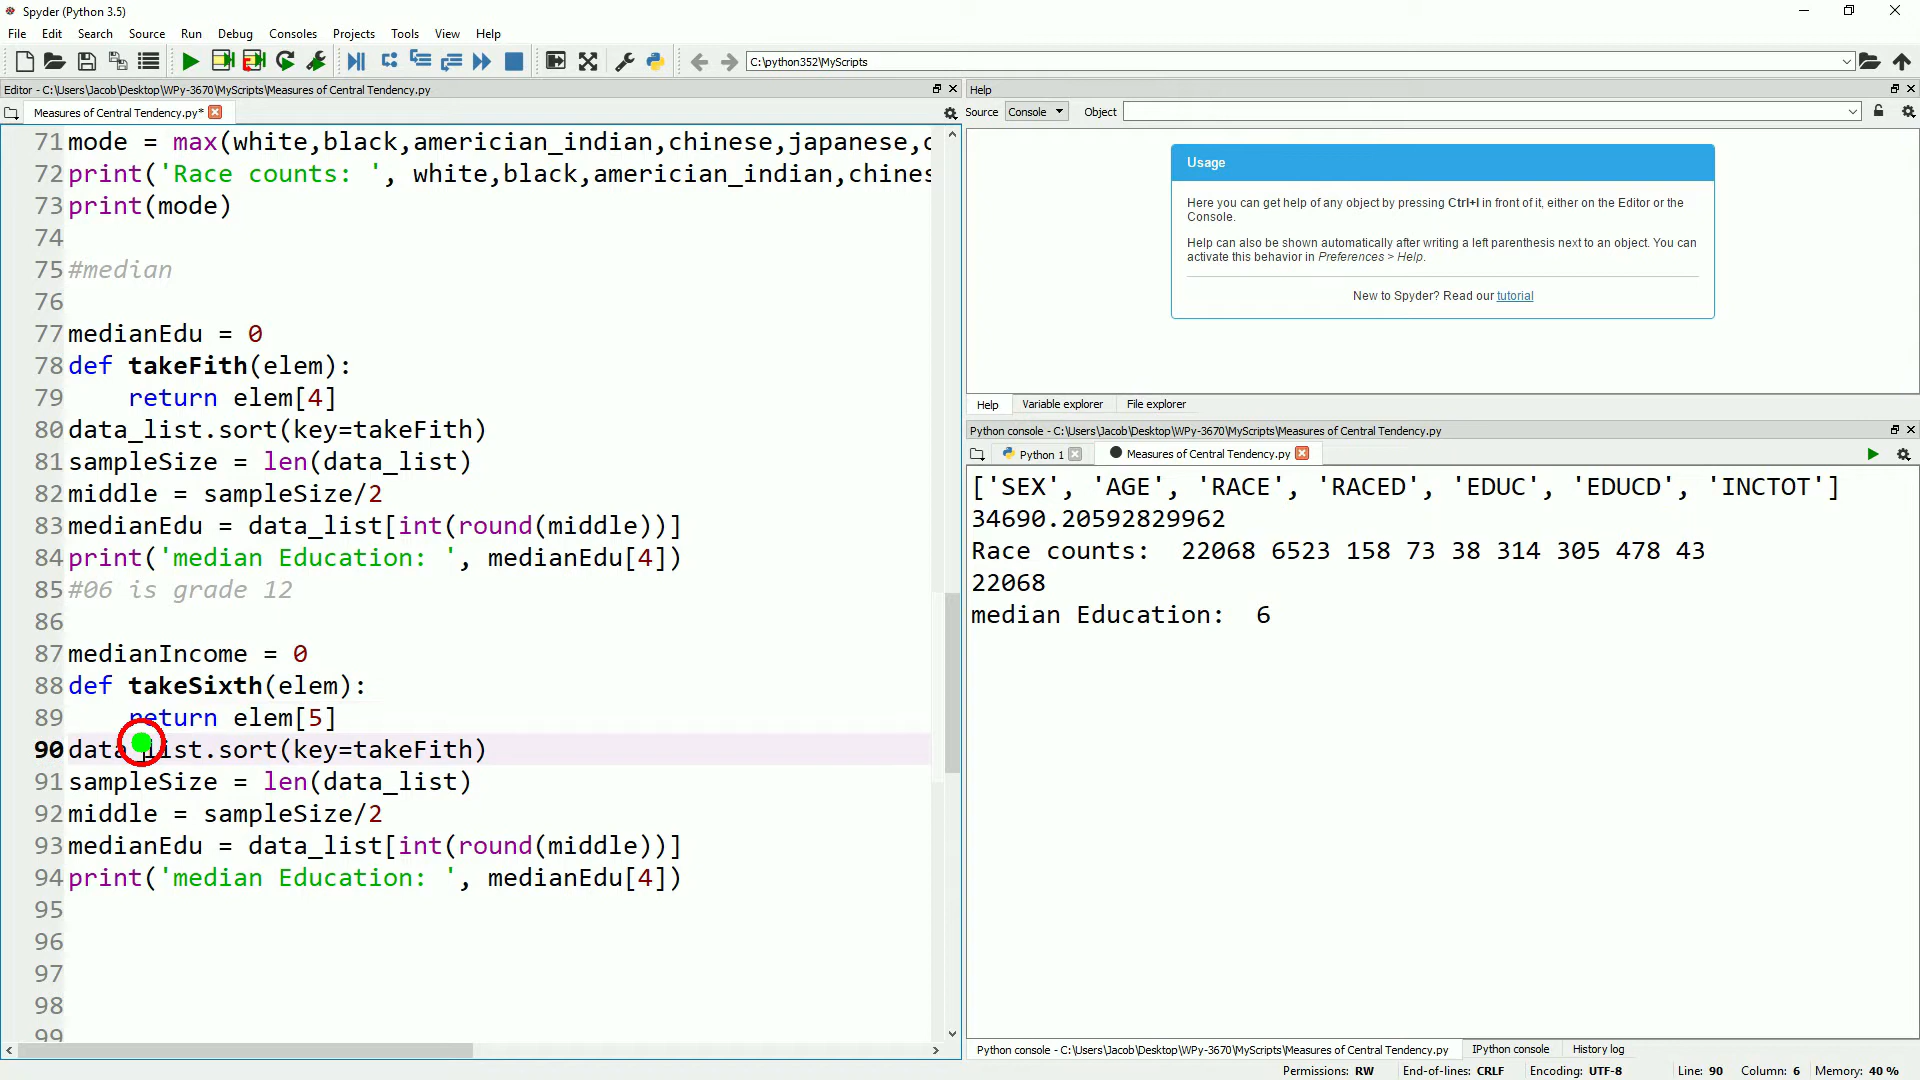 Spyder (Python 3.5)
File Edit Search Source Run Debug Consoles Projects Tools View Help
C:\python352\MyScripts
Editor - C:\Users\Jacob\Desktop\WPy-3670\MyScripts\Measures of Central Tendency.py
Measures of Central Tendency.py*
71 mode = max(white,black,americian_indian,chinese,japanese,
72 print('Race counts: ', white,black,americian_indian,chines
73 print(mode)
74
75 #median
76
77 medianEdu = 0
78 def takeFith(elem):
79 return elem[4]
80 data_list.sort(key=takeFith)
81 sampleSize = len(data_list)
82 middle = sampleSize/2
83 medianEdu = data_list[int(round(middle))]
84 print('median Education: ', medianEdu[4])
85 #06 is grade 12
86
87 medianIncome = 0
88 def takeSixth(elem):
89 return elem[5]
90 data_list.sort(key=takeFith)
91 sampleSize = len(data_list)
92 middle = sampleSize/2
93 medianEdu = data_list[int(round(middle))]
94 print('median Education: ', medianEdu[4])
95
96
97
98
99
Help
Source Console Object
Usage
Here you can get help of any object by pressing Ctrl+I in front of it, either on the Editor or the
Console.
Help can also be shown automatically after writing a left parenthesis next to an object. You can
activate this behavior in Preferences > Help.
New to Spyder? Read our tutorial
Help Variable explorer File explorer
Python console - C:\Users\Jacob\Desktop\WPy-3670\MyScripts\Measures of Central Tendency.py
Python 1 Measures of Central Tendency.py
['SEX', 'AGE', 'RACE', 'RACED', 'EDUC', 'EDUCD', 'INCTOT']
34690.20592829962
Race counts:  22068 6523 158 73 38 314 305 478 43
22068
median Education:  6
Python console - C:\Users\Jacob\Desktop\WPy-3670\MyScripts\Measures of Central Tendency.py IPython console History log
Permissions: RW End-of-lines: CRLF Encoding: UTF-8 Line: 90 Column: 6 Memory: 40 %